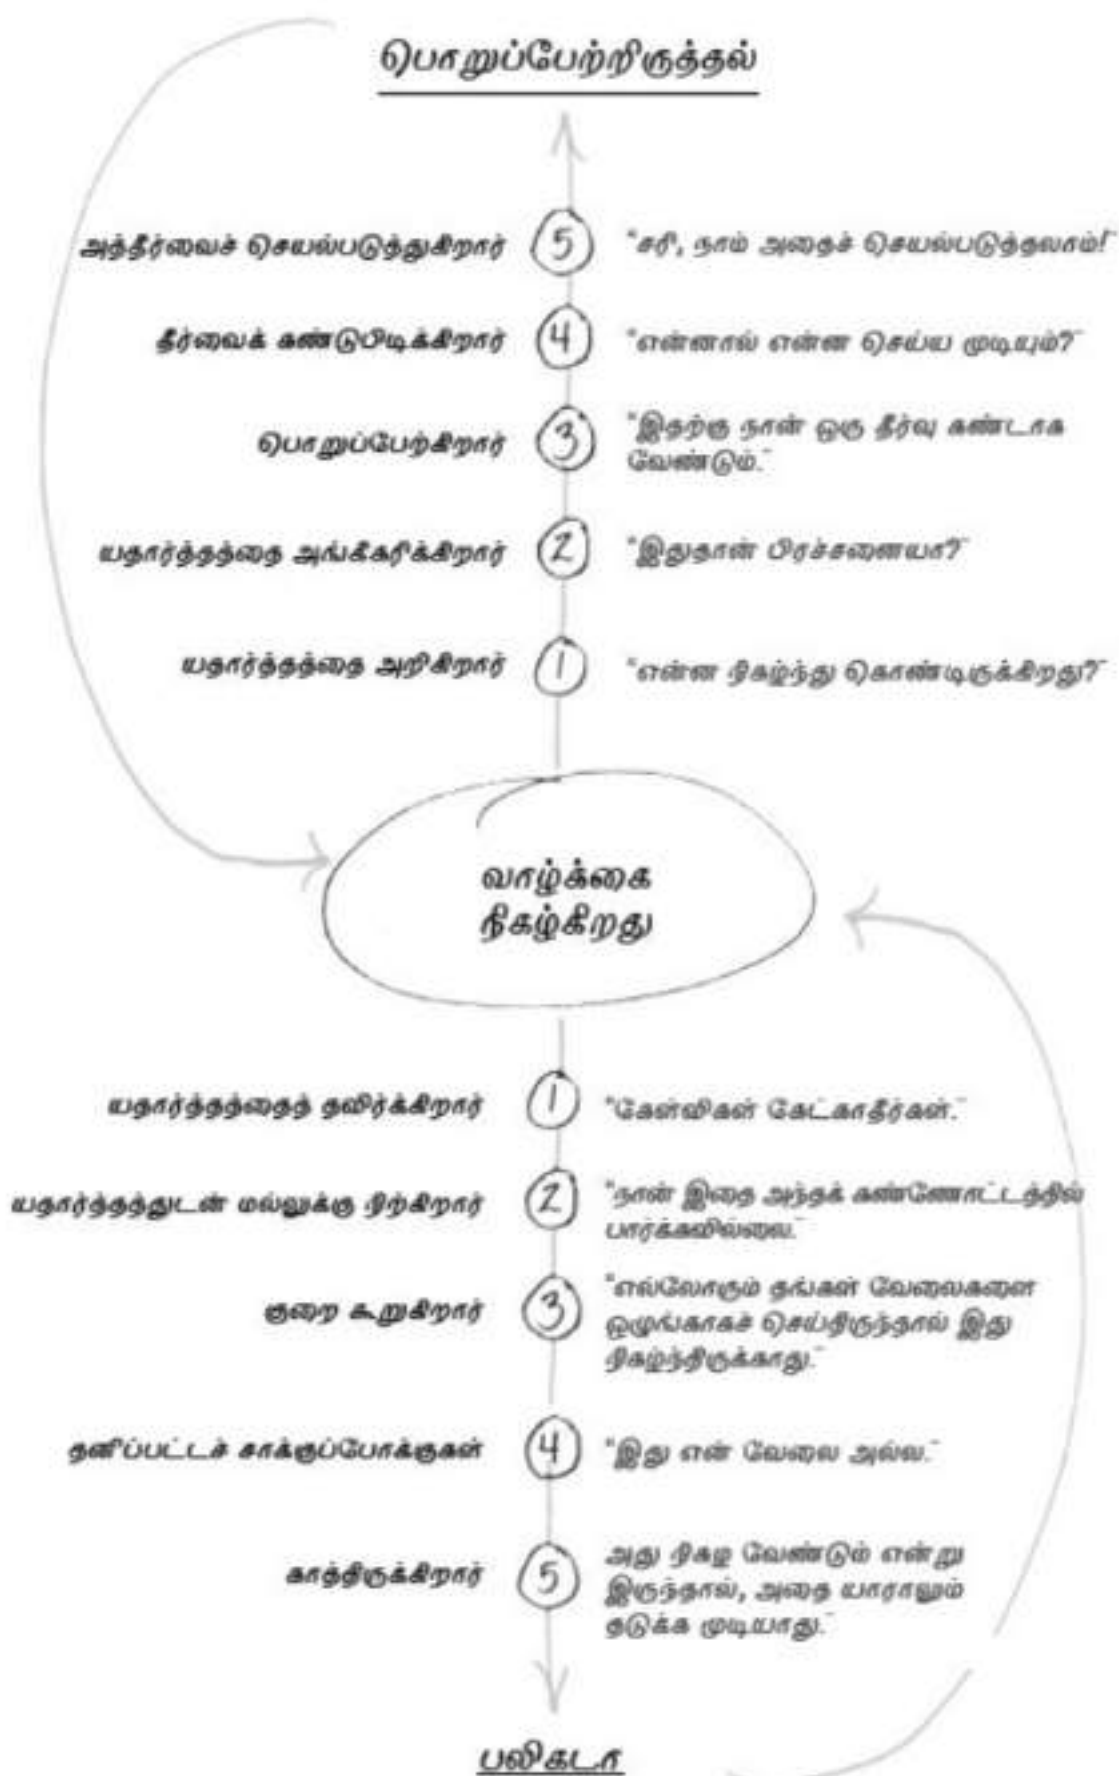 பொறுப்பேற்றிருத்தல்
அத்தீர்வைச் செயல்படுத்துகிறார் 5 "சரி, நாம் அதைச் செயல்படுத்தலாம்!"
தீர்வைக் கண்டுபிடிக்கிறார் 4 "என்னால் என்ன செய்ய முடியும்?"
பொறுப்பேற்கிறார் 3 "இதற்கு நான் ஒரு தீர்வு கண்டாக
வேண்டும்."
யதார்த்தத்தை அங்கீகரிக்கிறார் 2 "இதுதான் பிரச்சனையா?"
யதார்த்தத்தை அறிகிறார் 1 "என்ன நிகழ்ந்து கொண்டிருக்கிறது?"
வாழ்க்கை
நிகழ்கிறது
யதார்த்தத்தைத் தவிர்க்கிறார் 1 "கேள்விகள் கேட்காதீர்கள்."
யதார்த்தத்துடன் மல்லுக்கு நிற்கிறார் 2 "நான் இதை அந்தக் கண்ணோட்டத்தில்
பார்க்கவில்லை."
குறை கூறுகிறார் 3 "எல்லோரும் தங்கள் வேலைகளை
ஒழுங்காகச் செய்திருந்தால் இது
நிகழ்ந்திருக்காது."
தனிப்பட்டச் சாக்குப்போக்குகள் 4 "இது என் வேலை அல்ல."
காத்திருக்கிறார் 5 அது நிகழ வேண்டும் என்று
இருந்தால், அதை யாராலும்
தடுக்க முடியாது."
பலிகடா